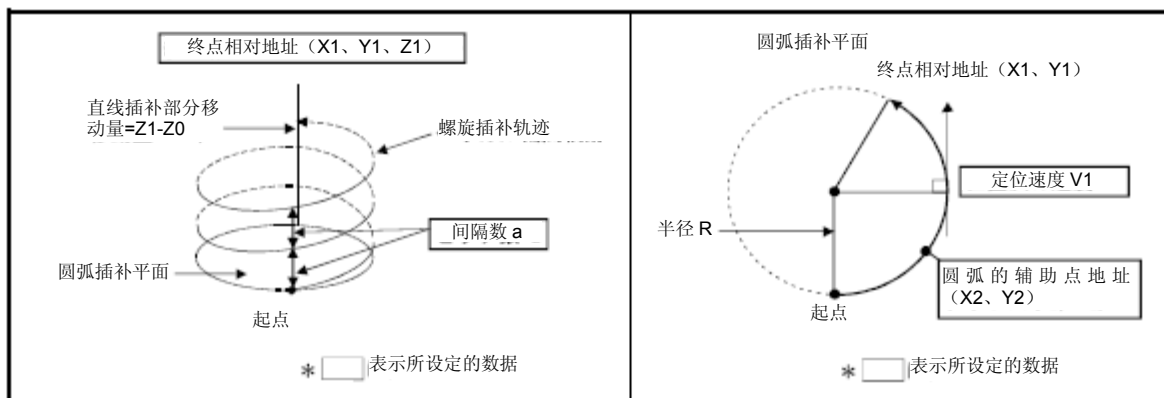 终点相对地址（X1、Y1、Z1）
直线插补部分移
动量=Z1-Z0
螺旋插补轨迹
间隔数 a
圆弧插补平面
起点
* 表示所设定的数据
圆弧插补平面
终点相对地址（X1、Y1）
定位速度 V1
半径 R
圆弧的辅助点地址
（X2、Y2）
起点
* 表示所设定的数据